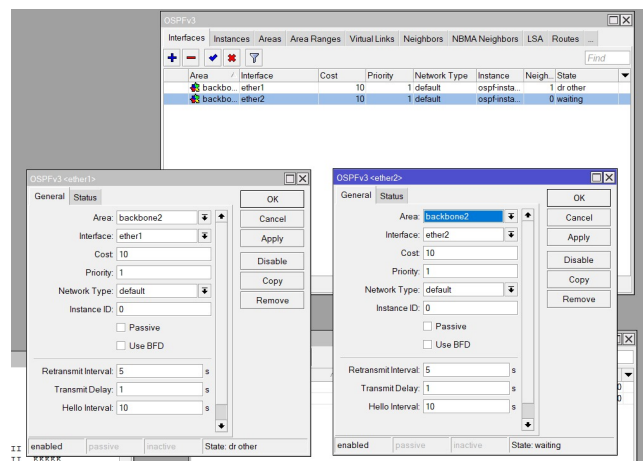 OSPFv3
Interfaces Instances Areas Area Ranges Virtual Links Neighbors NBMA Neighbors LSA Routes ...
Find
Area / Interface Cost Priority Network Type Instance Neigh... State
backbo... ether1 10 1 default ospf-insta... 1 dr other
backbo... ether2 10 1 default ospf-insta... 0 waiting
OSPFv3 <ether1>
General Status
Area: backbone2
Interface: ether1
Cost: 10
Priority: 1
Network Type: default
Instance ID: 0
Passive
Use BFD
Retransmit Interval: 5 s
Transmit Delay: 1 s
Hello Interval: 10 s
OK
Cancel
Apply
Disable
Copy
Remove
enabled passive inactive State: dr other
OSPFv3 <ether2>
General Status
Area: backbone2
Interface: ether2
Cost: 10
Priority: 1
Network Type: default
Instance ID: 0
Passive
Use BFD
Retransmit Interval: 5 s
Transmit Delay: 1 s
Hello Interval: 10 s
OK
Cancel
Apply
Disable
Copy
Remove
enabled passive inactive State: waiting